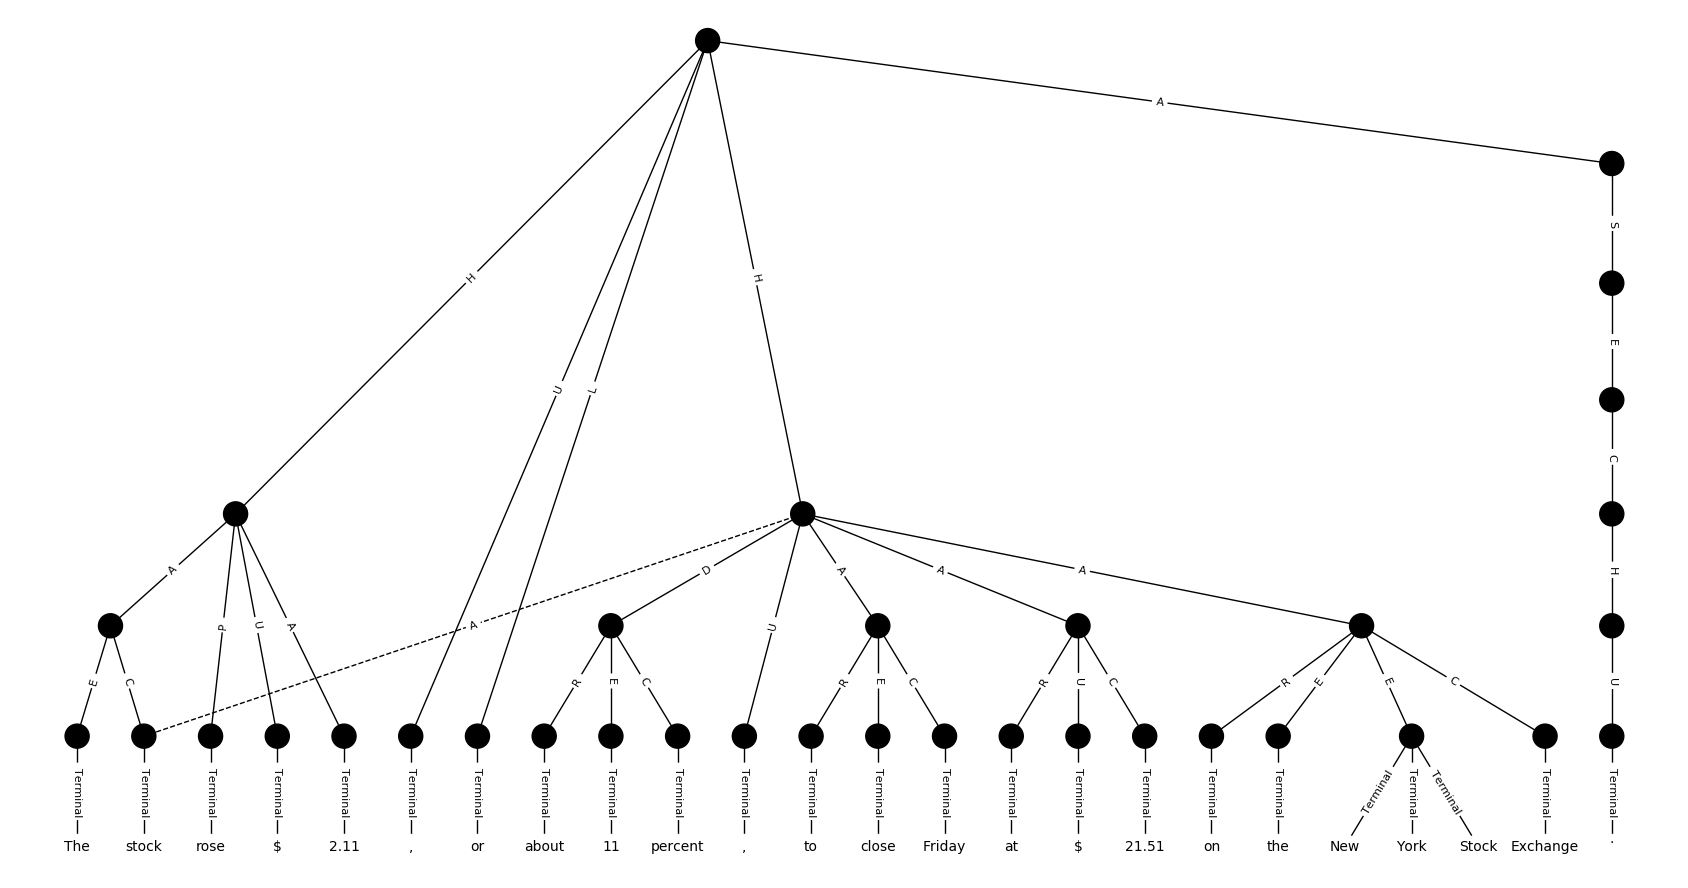 A
S
H
H
E
U
L
C
A
D
A
A
A
H
P
U
A
A
U
E
C
R
E
C
R
E
C
R
U
C
R
E
E
C
U
Terminal Terminal Terminal Terminal Terminal Terminal Terminal Terminal Terminal Terminal Terminal Terminal Terminal Terminal Terminal Terminal Terminal Terminal Terminal Terminal Terminal Terminal Terminal Terminal
The stock rose $ 2.11 , or about 11 percent , to close Friday at $ 21.51 on the New York Stock Exchange .